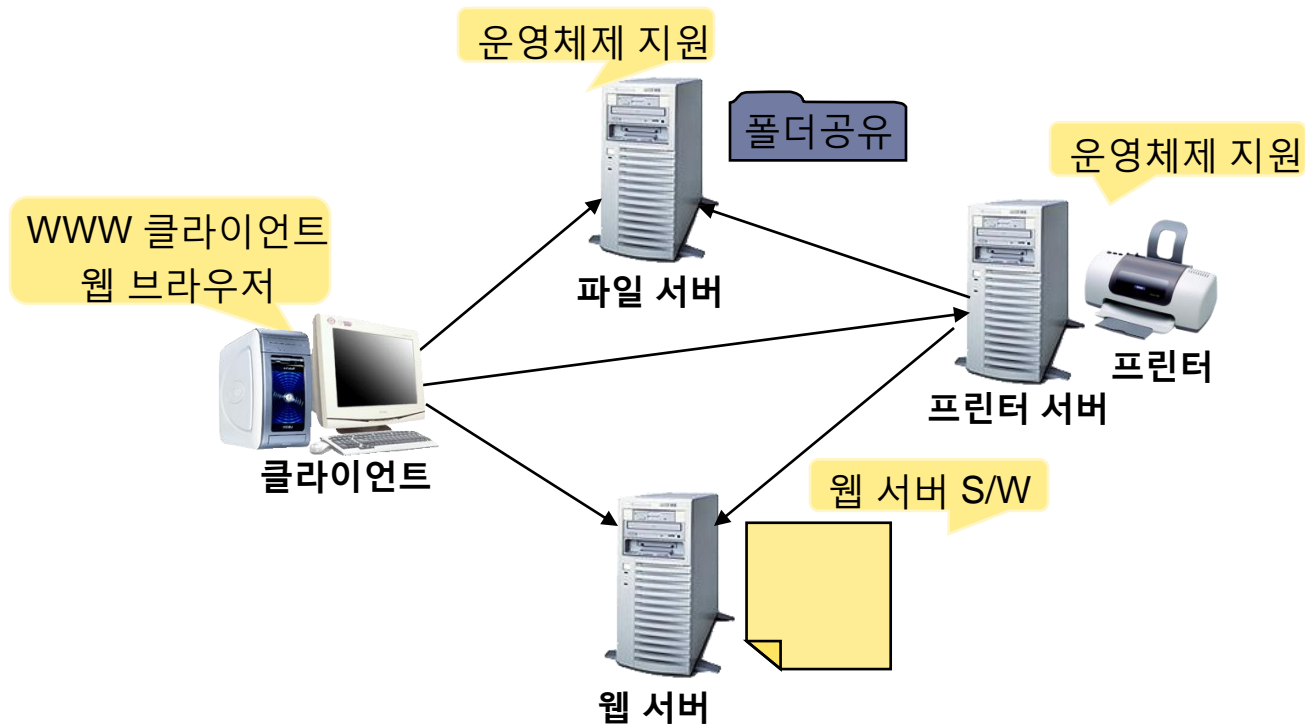 운영체제 지원
폴더공유
운영체제 지원
WWW 클라이언트
웹 브라우저
파일 서버
프린터
프린터 서버
클라이언트
웹 서버 S/W
웹 서버